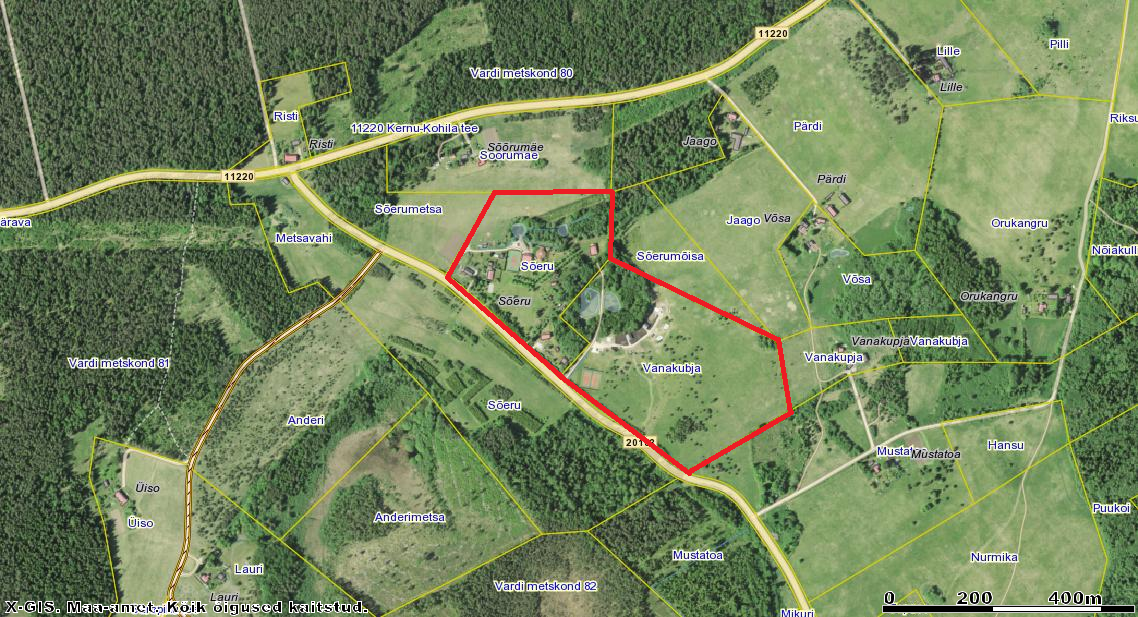 11220
Lille
Pilli
Vardi metskond 80
Lille
Risti
11220 Kernu-Kohila tee
Pärdi
Riksu
Risti
Söörumäe
Jaago
Söörumäe
11220
Pärdi
Sõerumetsa
ärava
Jaago
Võsa
Orukangru
Metsavahi
Nõiakull
Sõerumõisa
Sõeru
Võsa
Sõeru
Orukangru
Vanakupja
Vanakubja
Vanakupja
Vardi metskond 81
Vanakubja
Sõeru
Anderi
Hansu
Mustatoa
Üiso
Puukoi
Üiso
Anderimetsa
Mustatoa
Nurmika
Lauri
Vardi metskond 82
Lauri
Mikuri
X-GIS. Maa-amet. Kõik õigused kaitstud.
0 200 400m